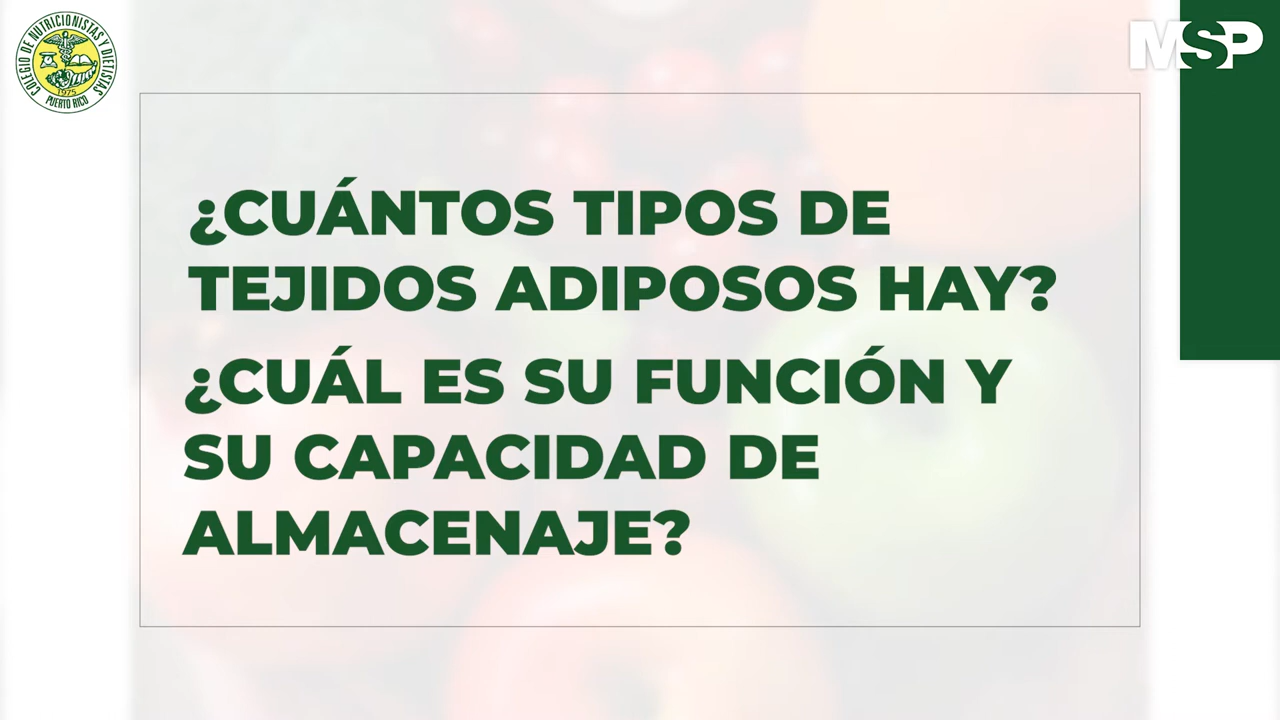 COLEGIO DE NUTRICIONISTAS Y DIETISTAS
1975
PUERTO RICO
MSP
¿CUÁNTOS TIPOS DE
TEJIDOS ADIPOSOS HAY?
¿CUÁL ES SU FUNCIÓN Y
SU CAPACIDAD DE
ALMACENAJE?